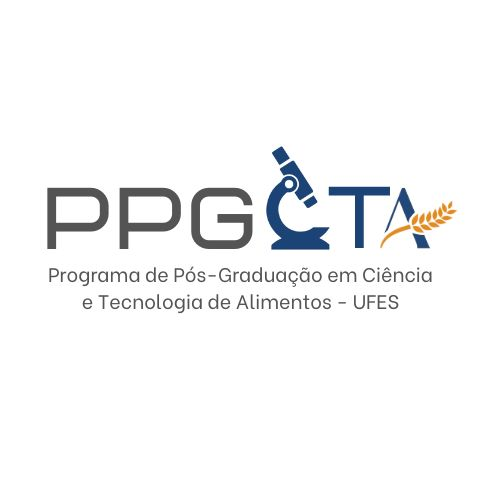 PPGCTA
Programa de Pós-Graduação em Ciência
e Tecnologia de Alimentos - UFES